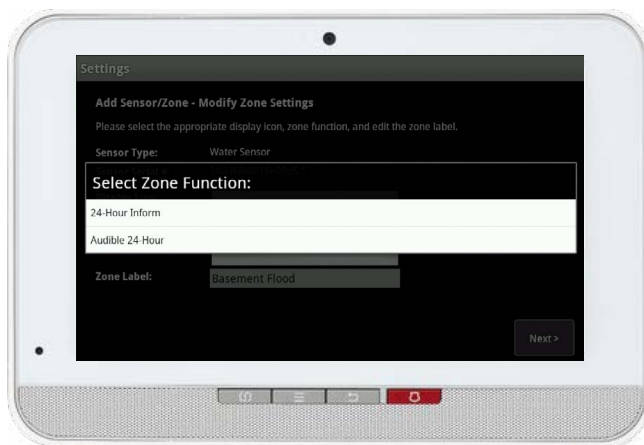 Settings
Add Sensor/Zone - Modify Zone Settings
Please select the appropriate display icon, zone function, and edit the zone label.
Sensor Type: Water Sensor
Select Zone Function:
24-Hour Inform
Audible 24-Hour
Zone Label: Basement Flood
Next >